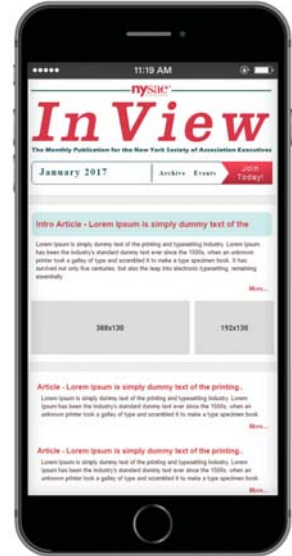 11:19 AM
nysae
In View
The Monthly Publication for the New York Society of Association Executives
January 2017
Archive Events
Join
Today!
Intro Article - Lorem Ipsum is simply dummy text of the
Lorem Ipsum is simply dummy text of the printing and typesetting industry. Lorem Ipsum
has been the industry's standard dummy text ever since the 1500s, when an unknown
printer took a galley of type and scrambled it to make a type specimen book. It has
survived not only five centuries, but also the leap into electronic typesetting, remaining
essentially
More...
388x130
192x130
Article - Lorem Ipsum is simply dummy text of the printing..
Lorem Ipsum is simply dummy text of the printing and typesetting industry. Lorem
Ipsum has been the industry's standard dummy text ever since the 1500s, when an
unknown printer took a galley of type and scrambled it to make a type specimen book.
More...
Article - Lorem Ipsum is simply dummy text of the printing..
Lorem Ipsum is simply dummy text of the printing and typesetting industry. Lorem
Ipsum has been the industry's standard dummy text ever since the 1500s, when an
unknown printer took a galley of type and scrambled it to make a type specimen book.
More...